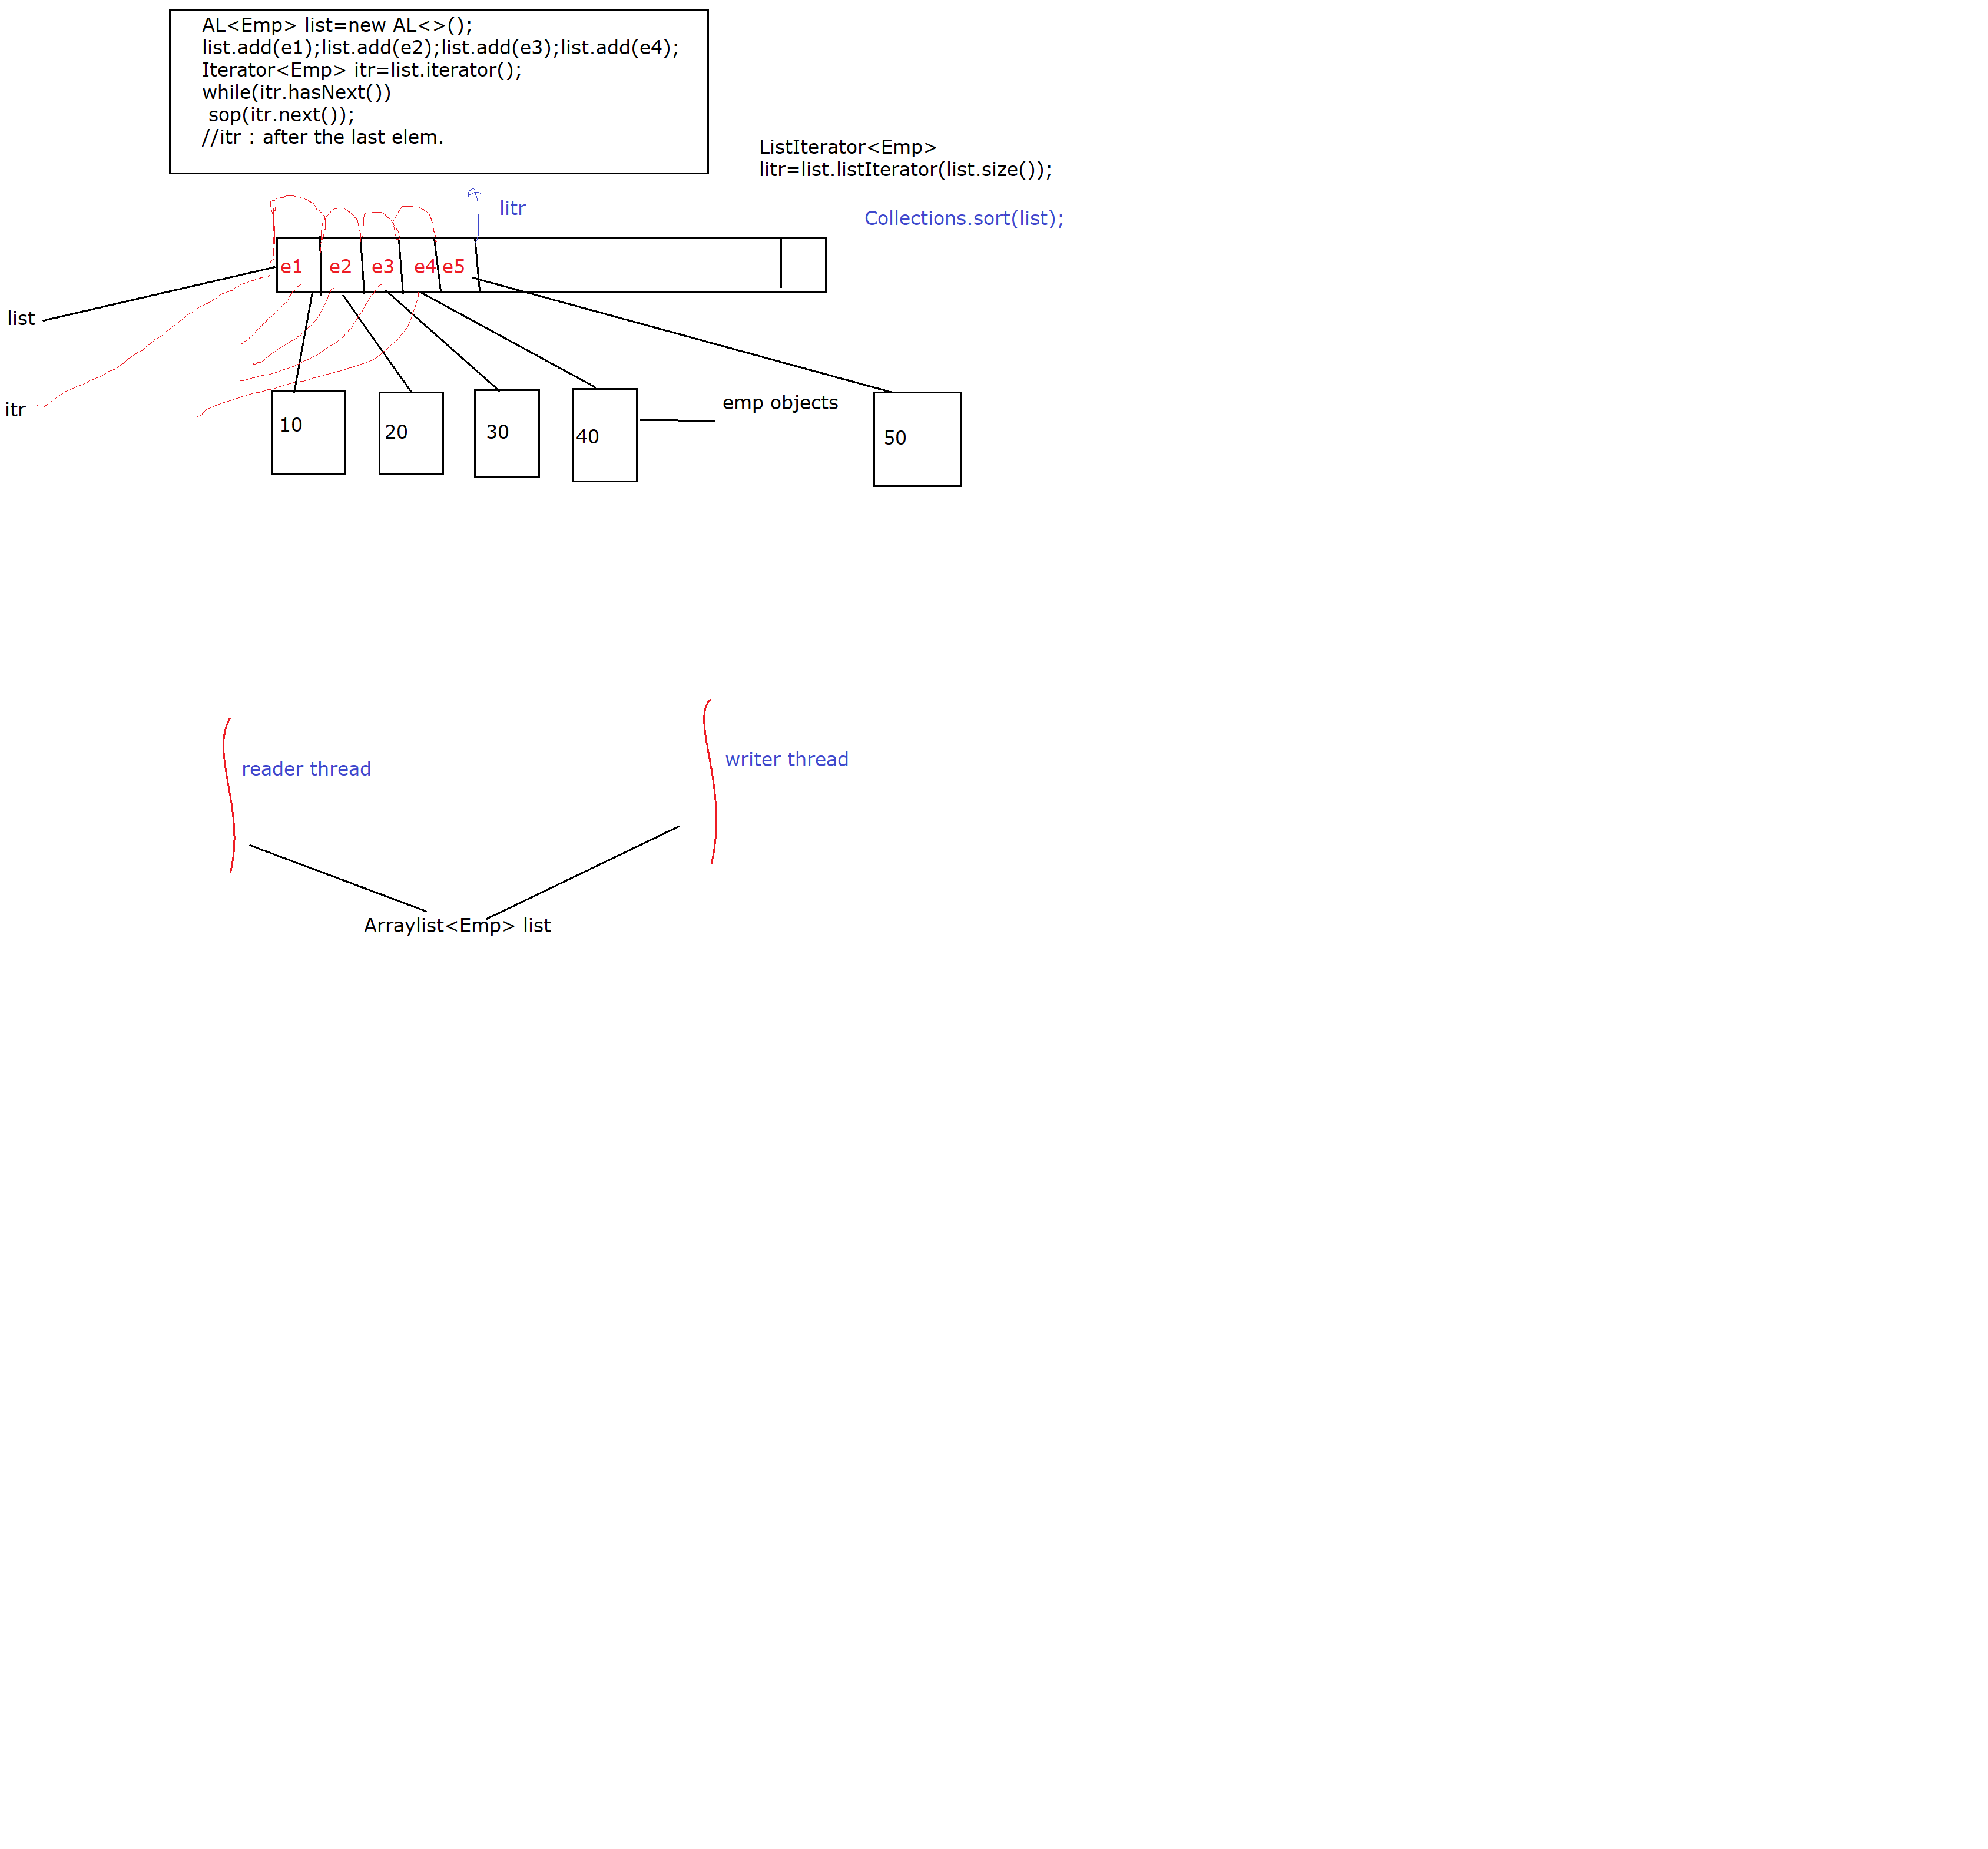 AL<Emp> list=new AL<>();
list.add(e1);list.add(e2);list.add(e3);list.add(e4);
Iterator<Emp> itr=list.iterator();
while(itr.hasNext())
sop(itr.next());
//itr : after the last elem.
ListIterator<Emp>
litr=list.listIterator(list.size());
litr
Collections.sort(list);
e1 e2 e3 e4 e5
list
itr
emp objects
10 20 30 40 50
reader thread
writer thread
Arraylist<Emp> list